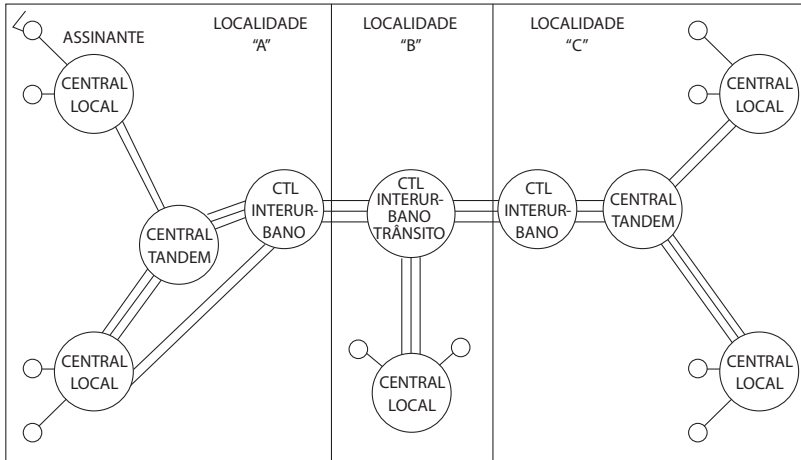 ASSINANTE
LOCALIDADE
“A”
LOCALIDADE
“B”
LOCALIDADE
“C”
CENTRAL
LOCAL
CENTRAL
LOCAL
CENTRAL
TANDEM
CTL
INTERUR-
BANO
CTL
INTERUR-
BANO
TRÂNSITO
CTL
INTERUR-
BANO
CENTRAL
TANDEM
CENTRAL
LOCAL
CENTRAL
LOCAL
CENTRAL
LOCAL